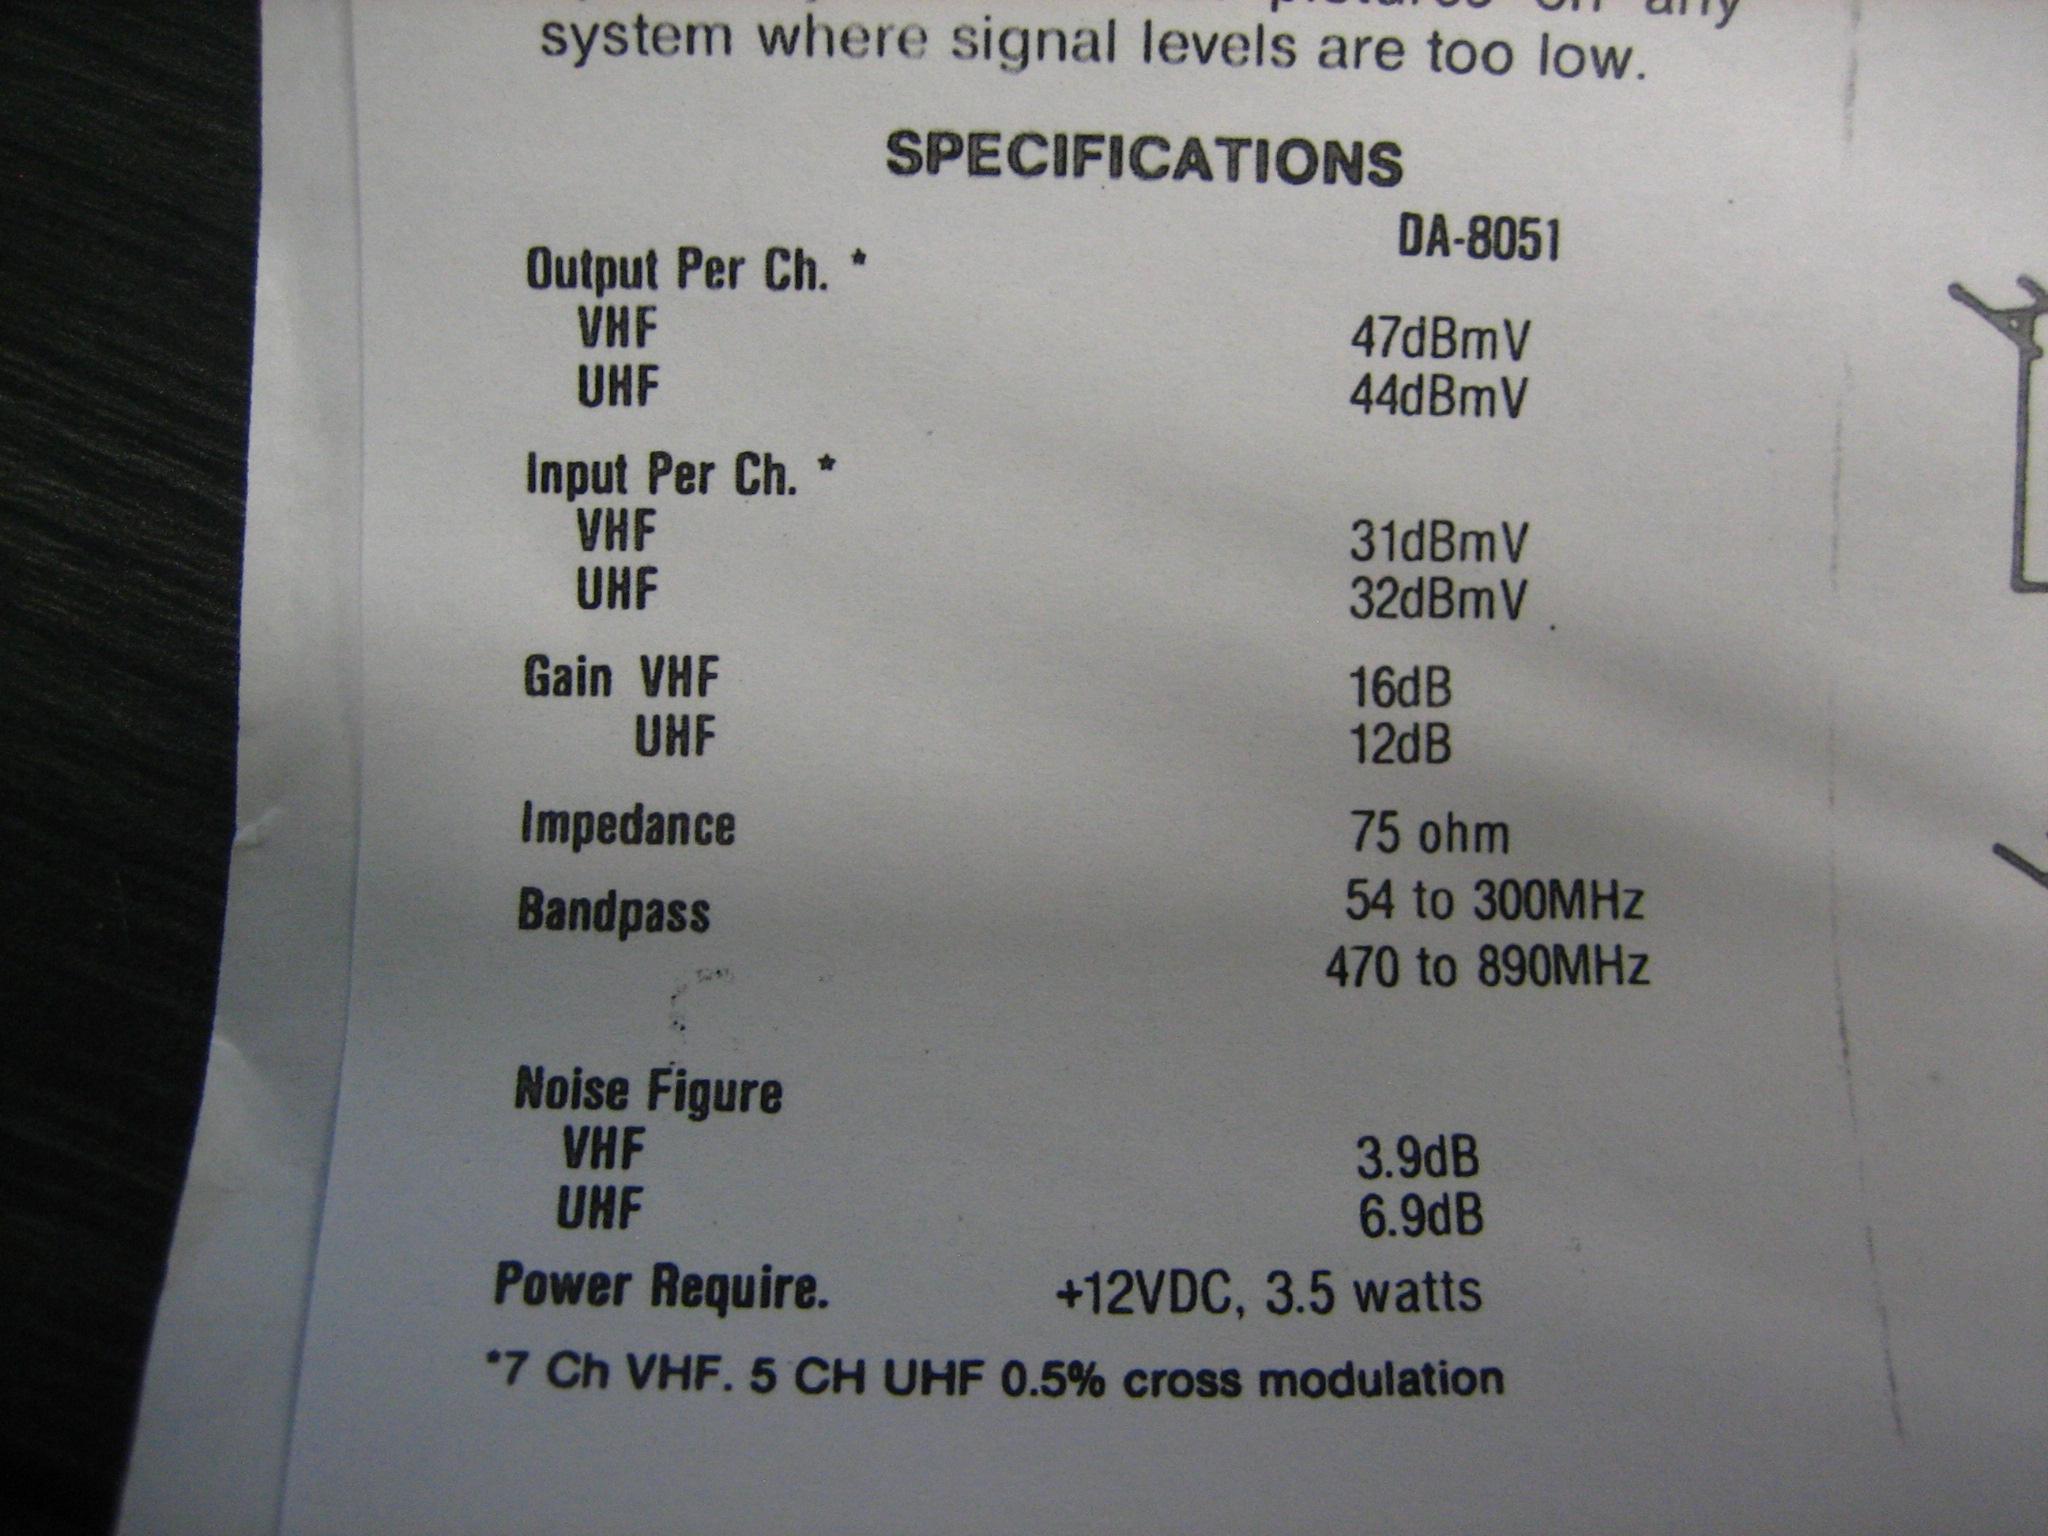 pictures on any
system where signal levels are too low.
SPECIFICATIONS
DA-8051
Output Per Ch. *
VHF 47dBmV
UHF 44dBmV
Input Per Ch. *
VHF 31dBmV
UHF 32dBmV
Gain VHF 16dB
UHF 12dB
Impedance 75 ohm
Bandpass 54 to 300MHz
470 to 890MHz
Noise Figure
VHF 3.9dB
UHF 6.9dB
Power Require. +12VDC, 3.5 watts
*7 Ch VHF. 5 CH UHF 0.5% cross modulation